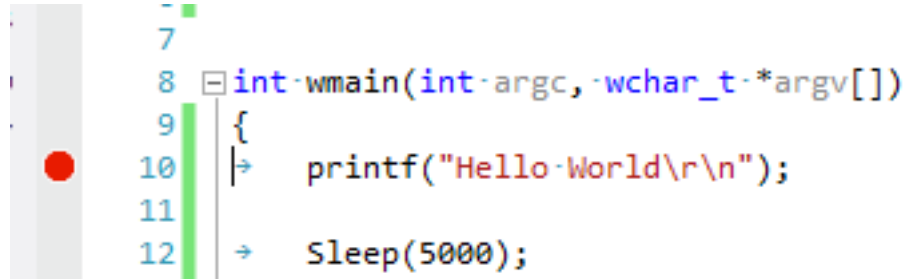 7
8 int wmain(int argc, wchar_t *argv[])
9 {
10 printf("Hello World\r\n");
11
12 Sleep(5000);